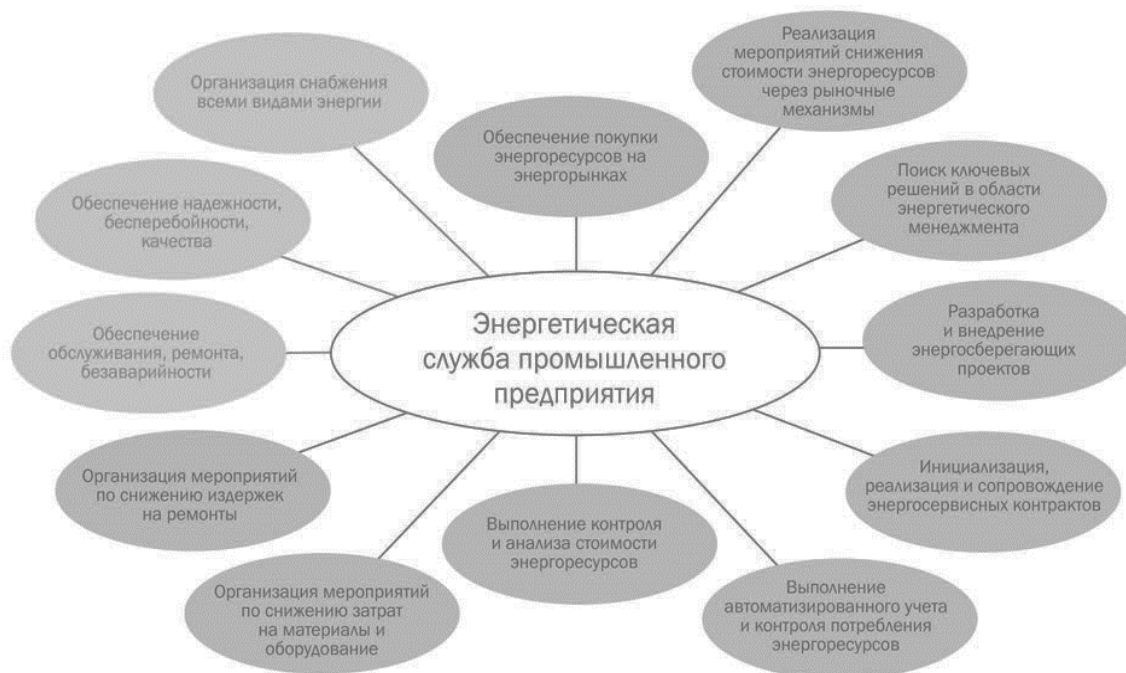 Реализация
мероприятий снижения
стоимости энергоресурсов
через рыночные
механизмы
Организация снабжения
всеми видами энергии
Обеспечение покупки
энергоресурсов на
энергорынках
Поиск ключевых
решений в области
энергетического
менеджмента
Обеспечение надежности,
бесперебойности,
качества
Энергетическая
служба промышленного
предприятия
Разработка
и внедрение
энергосберегающих
проектов
Обеспечение
обслуживания, ремонта,
безаварийности
Организация мероприятий
по снижению издержек
на ремонты
Инициализация,
реализация и сопровождение
энергосервисных контрактов
Выполнение контроля
и анализа стоимости
энергоресурсов
Организация мероприятий
по снижению затрат
на материалы и
оборудование
Выполнение
автоматизированного учета
и контроля потребления
энергоресурсов